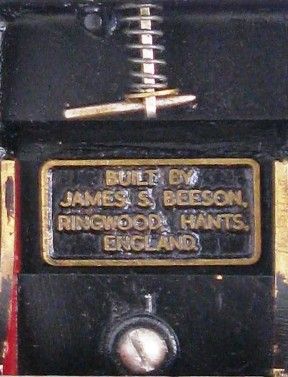 BUILT BY
JAMES S. BEESON,
RINGWOOD, HANTS,
ENGLAND.